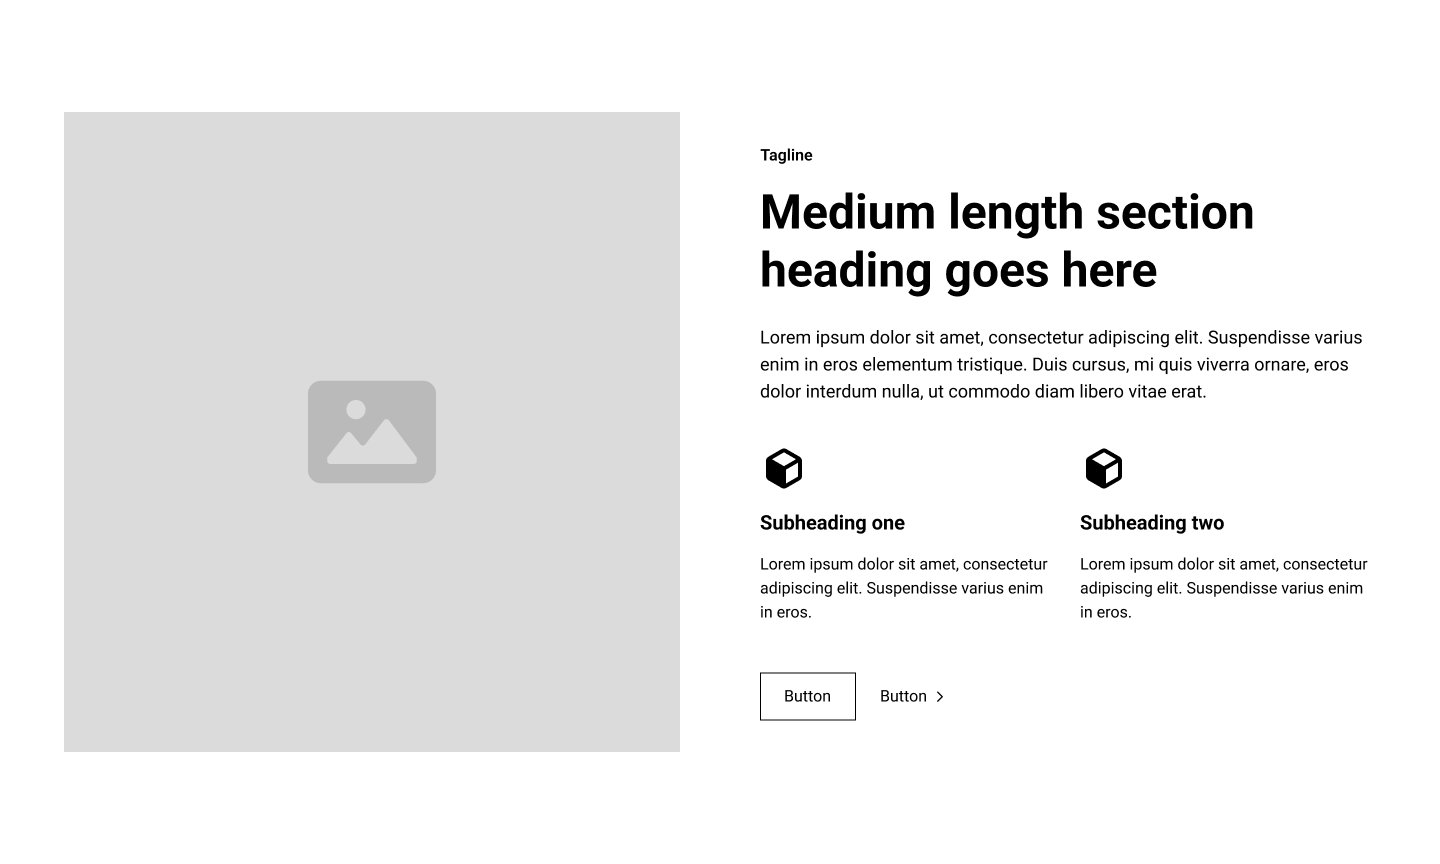 Tagline
Medium length section
heading goes here
Lorem ipsum dolor sit amet, consectetur adipiscing elit. Suspendisse varius
enim in eros elementum tristique. Duis cursus, mi quis viverra ornare, eros
dolor interdum nulla, ut commodo diam libero vitae erat.
Subheading one
Lorem ipsum dolor sit amet, consectetur
adipiscing elit. Suspendisse varius enim
in eros.
Subheading two
Lorem ipsum dolor sit amet, consectetur
adipiscing elit. Suspendisse varius enim
in eros.
Button
Button